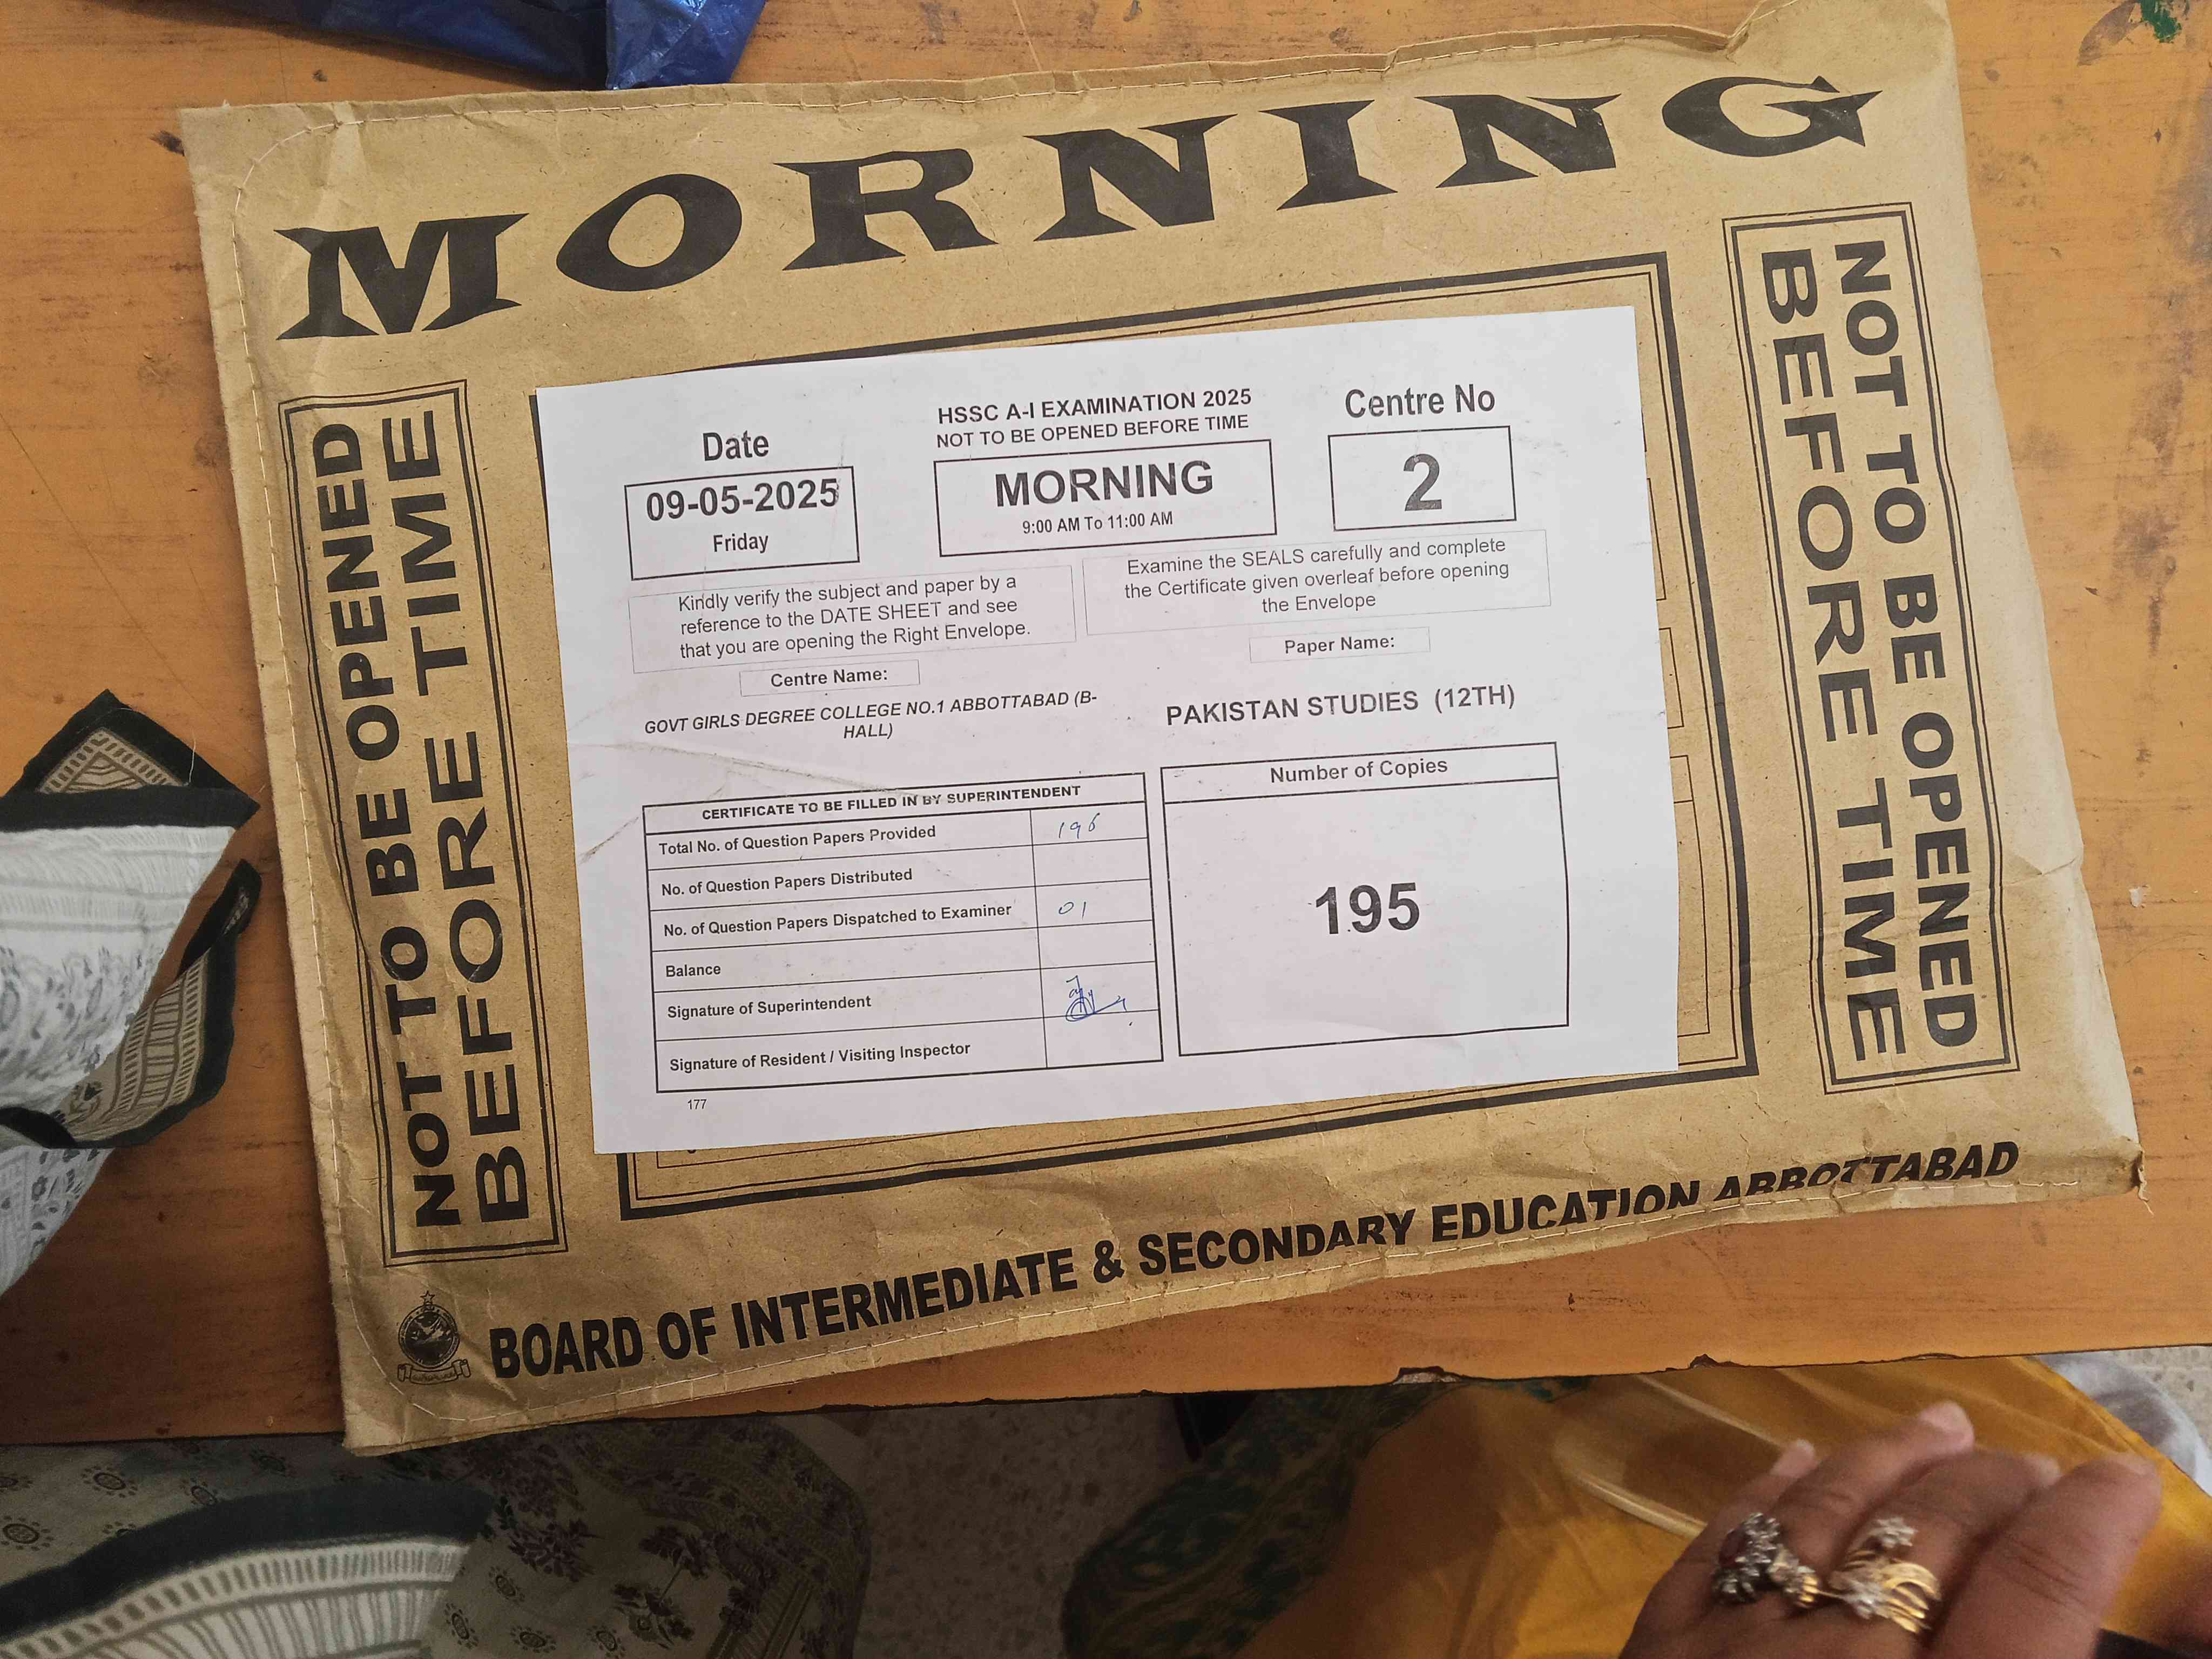 MORNING
NOT TO BE OPENED
BEFORE TIME
NOT TO BE OPENED
BEFORE TIME
HSSC A-I EXAMINATION 2025
NOT TO BE OPENED BEFORE TIME
Date
09-05-2025
Friday
MORNING
9:00 AM To 11:00 AM
Centre No
2
Kindly verify the subject and paper by a
reference to the DATE SHEET and see
that you are opening the Right Envelope.
Examine the SEALS carefully and complete
the Certificate given overleaf before opening
the Envelope
Centre Name:
GOVT GIRLS DEGREE COLLEGE NO.1 ABBOTTABAD (B-
HALL)
Paper Name:
PAKISTAN STUDIES (12TH)
CERTIFICATE TO BE FILLED IN BY SUPERINTENDENT
Total No. of Question Papers Provided
No. of Question Papers Distributed
No. of Question Papers Dispatched to Examiner 01
Balance
Signature of Superintendent
Signature of Resident / Visiting Inspector
Number of Copies
195
177
BOARD OF INTERMEDIATE & SECONDARY EDUCATION ABBOTTABAD